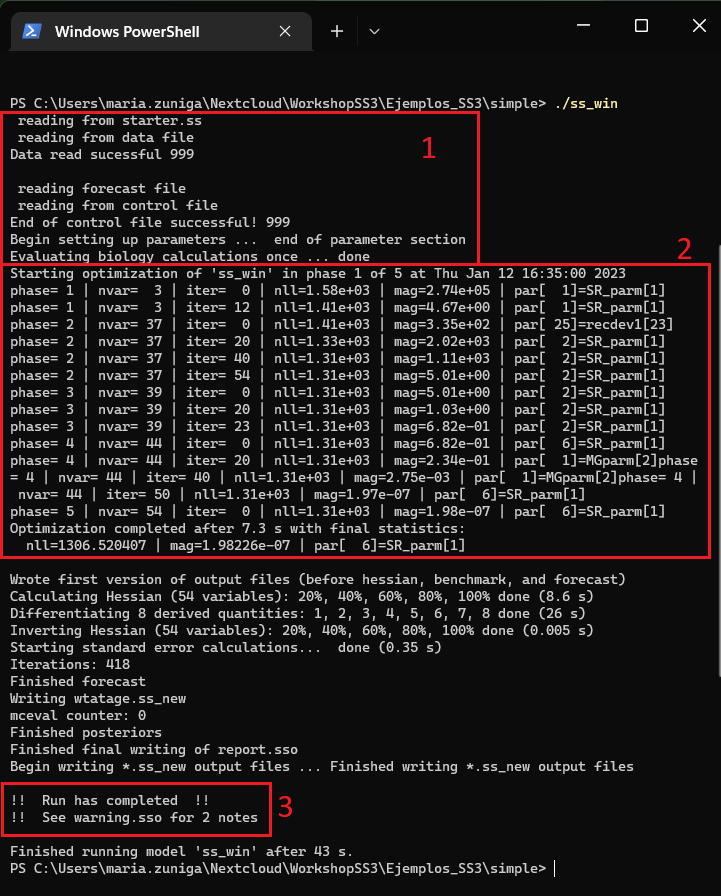 Windows PowerShell
PS C:\Users\maria.zuniga\Nextcloud\WorkshopSS3\Ejemplos_SS3\simple> ./ss_win
reading from starter.ss
reading from data file
Data read sucessful 999
1
reading forecast file
reading from control file
End of control file successful! 999
Begin setting up parameters ...  end of parameter section
Evaluating biology calculations once ... done
2
Starting optimization of 'ss_win' in phase 1 of 5 at Thu Jan 12 16:35:00 2023
phase= 1 | nvar=  3 | iter=  0 | nll=1.58e+03 | mag=2.74e+05 | par[  1]=SR_parm[1]
phase= 1 | nvar=  3 | iter= 12 | nll=1.41e+03 | mag=4.67e+00 | par[  1]=SR_parm[1]
phase= 2 | nvar= 37 | iter=  0 | nll=1.41e+03 | mag=3.35e+02 | par[ 25]=recdev1[23]
phase= 2 | nvar= 37 | iter= 20 | nll=1.33e+03 | mag=2.02e+03 | par[  2]=SR_parm[1]
phase= 2 | nvar= 37 | iter= 40 | nll=1.31e+03 | mag=1.11e+03 | par[  2]=SR_parm[1]
phase= 2 | nvar= 37 | iter= 54 | nll=1.31e+03 | mag=5.01e+00 | par[  2]=SR_parm[1]
phase= 3 | nvar= 39 | iter=  0 | nll=1.31e+03 | mag=5.01e+00 | par[  2]=SR_parm[1]
phase= 3 | nvar= 39 | iter= 20 | nll=1.31e+03 | mag=1.03e+00 | par[  2]=SR_parm[1]
phase= 3 | nvar= 39 | iter= 23 | nll=1.31e+03 | mag=6.82e-01 | par[  2]=SR_parm[1]
phase= 4 | nvar= 44 | iter=  0 | nll=1.31e+03 | mag=6.82e-01 | par[  6]=SR_parm[1]
phase= 4 | nvar= 44 | iter= 20 | nll=1.31e+03 | mag=2.34e-01 | par[  1]=MGparm[2]phase
= 4 | nvar= 44 | iter= 40 | nll=1.31e+03 | mag=2.75e-03 | par[  1]=MGparm[2]phase= 4 |
nvar= 44 | iter= 50 | nll=1.31e+03 | mag=1.97e-07 | par[  6]=SR_parm[1]
phase= 5 | nvar= 54 | iter=  0 | nll=1.31e+03 | mag=1.98e-07 | par[  6]=SR_parm[1]
Optimization completed after 7.3 s with final statistics:
nll=1306.520407 | mag=1.98226e-07 | par[  6]=SR_parm[1]
Wrote first version of output files (before hessian, benchmark, and forecast)
Calculating Hessian (54 variables): 20%, 40%, 60%, 80%, 100% done (8.6 s)
Differentiating 8 derived quantities: 1, 2, 3, 4, 5, 6, 7, 8 done (26 s)
Inverting Hessian (54 variables): 20%, 40%, 60%, 80%, 100% done (0.005 s)
Starting standard error calculations...  done (0.35 s)
Iterations: 418
Finished forecast
Writing wtatage.ss_new
mceval counter: 0
Finished posteriors
Finished final writing of report.sso
Begin writing *.ss_new output files ... Finished writing *.ss_new output files
!!  Run has completed  !!
3
!!  See warning.sso for 2 notes
Finished running model 'ss_win' after 43 s.
PS C:\Users\maria.zuniga\Nextcloud\WorkshopSS3\Ejemplos_SS3\simple>